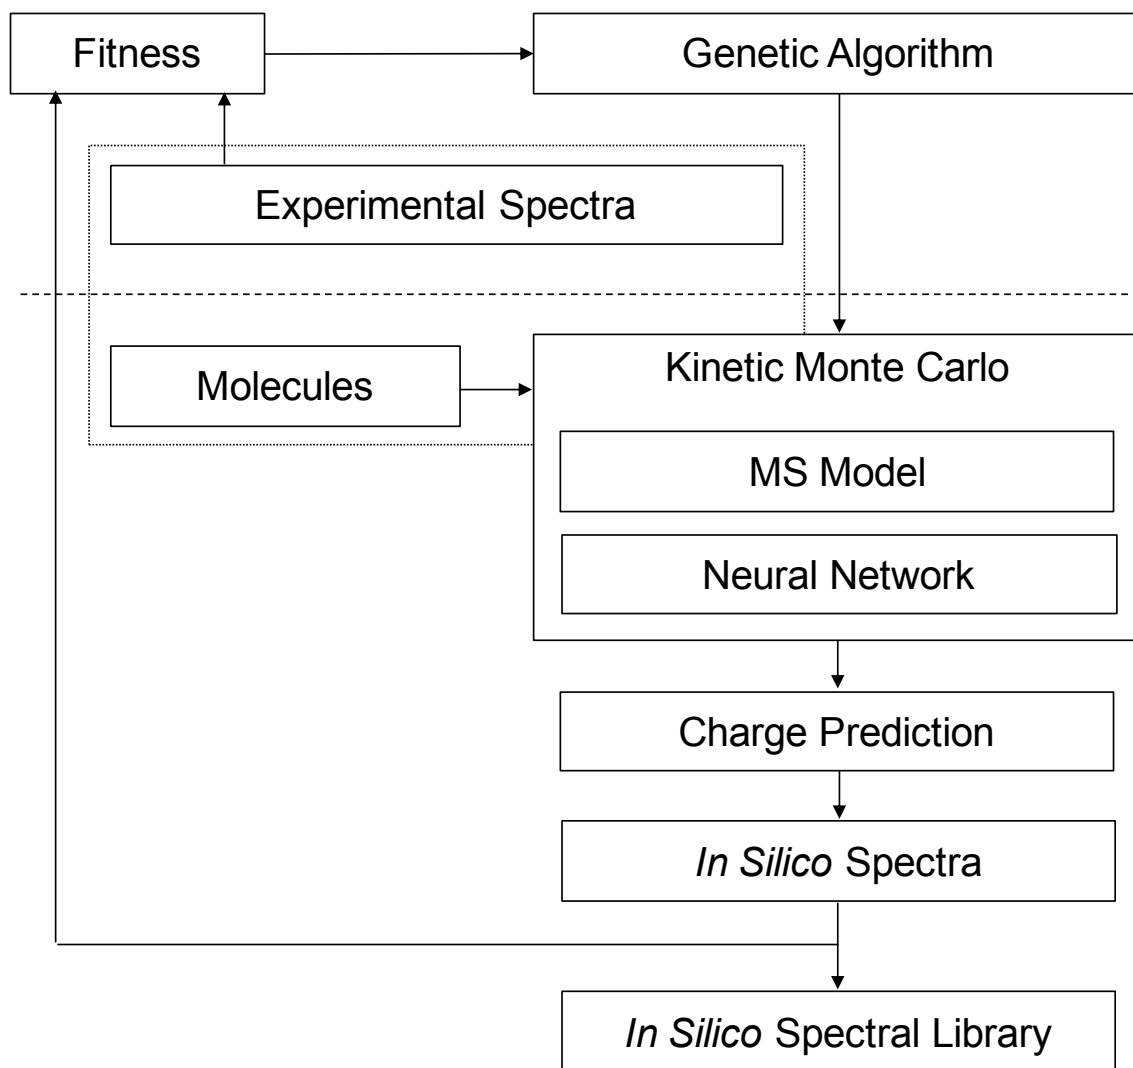 Fitness
Genetic Algorithm
Experimental Spectra
Molecules
Kinetic Monte Carlo
MS Model
Neural Network
Charge Prediction
In Silico Spectra
In Silico Spectral Library